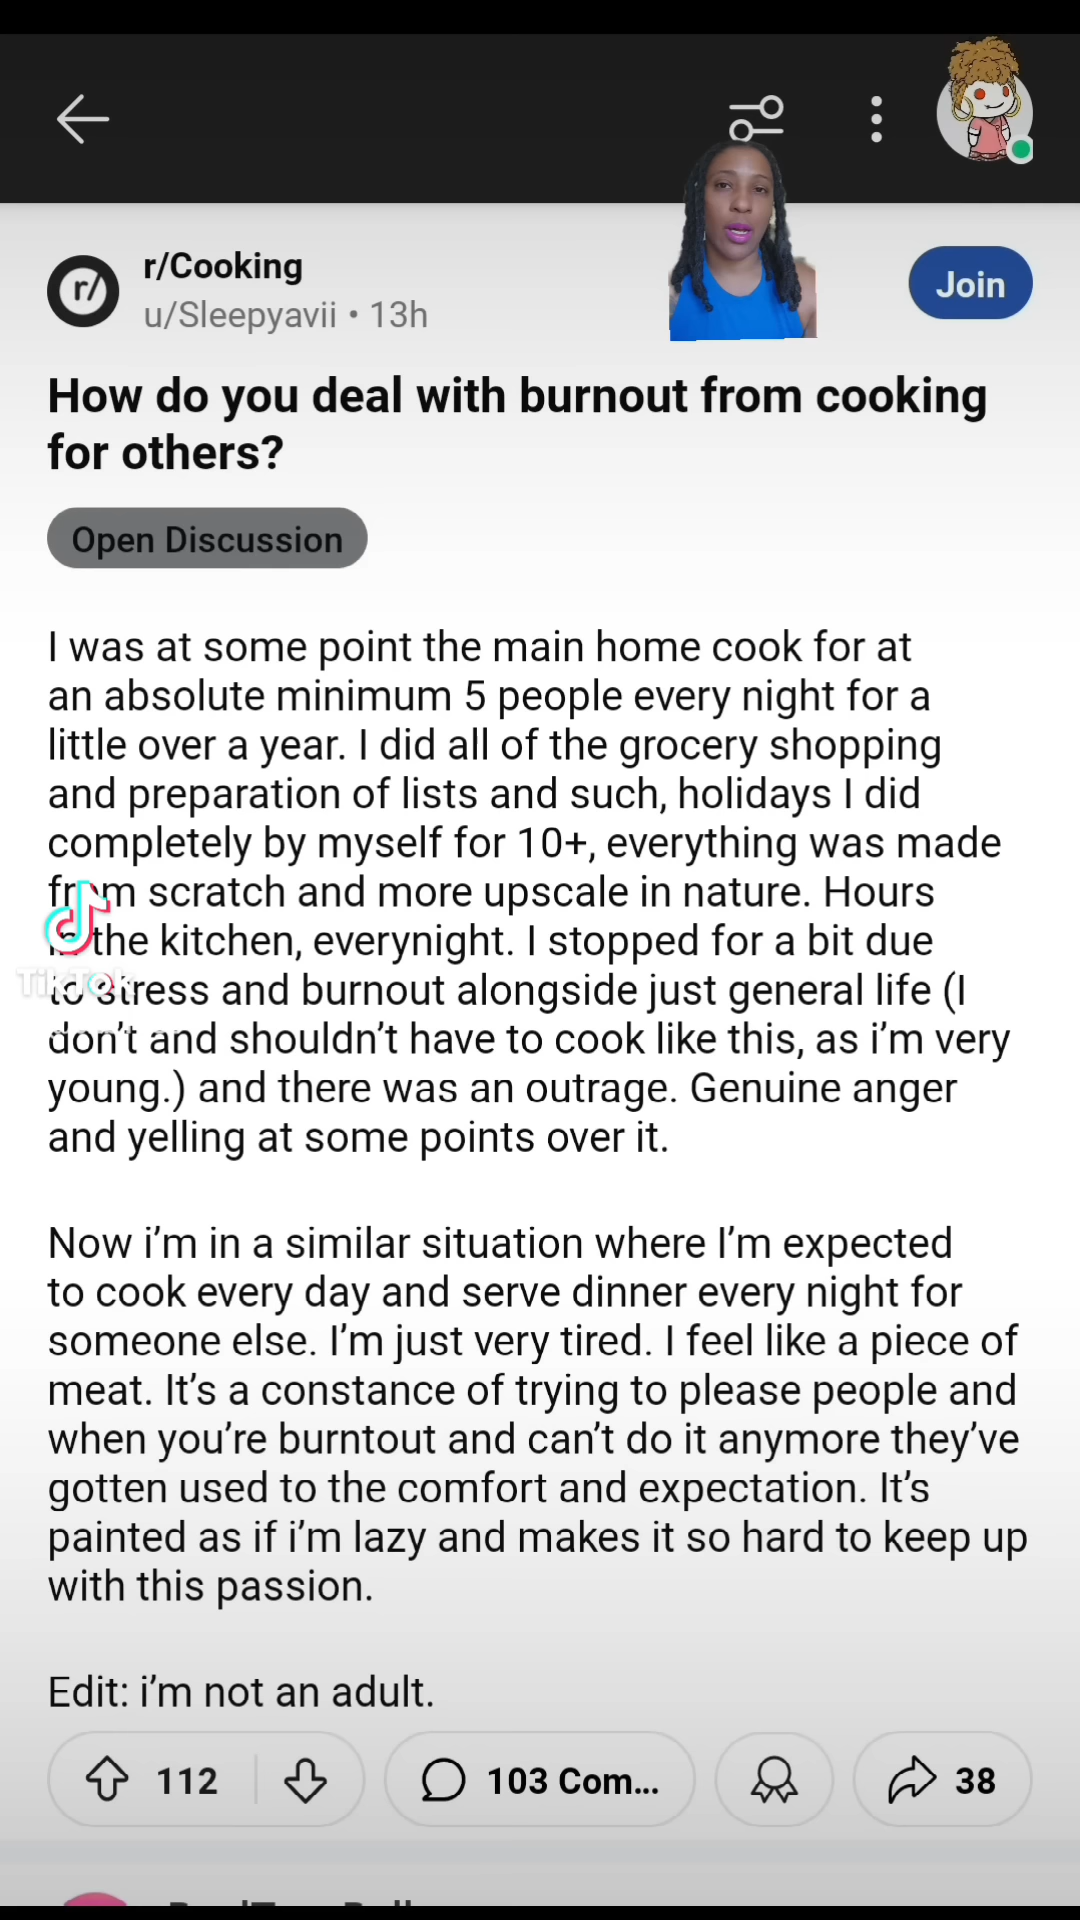 r/Cooking
u/Sleepyavii • 13h
Join
How do you deal with burnout from cooking
for others?
Open Discussion
I was at some point the main home cook for at
an absolute minimum 5 people every night for a
little over a year. I did all of the grocery shopping
and preparation of lists and such, holidays I did
completely by myself for 10+, everything was made
from scratch and more upscale in nature. Hours
in the kitchen, everynight. I stopped for a bit due
to stress and burnout alongside just general life (I
don't and shouldn't have to cook like this, as i'm very
young.) and there was an outrage. Genuine anger
and yelling at some points over it.
Now i'm in a similar situation where I'm expected
to cook every day and serve dinner every night for
someone else. I'm just very tired. I feel like a piece of
meat. It's a constance of trying to please people and
when you're burntout and can't do it anymore they've
gotten used to the comfort and expectation. It's
painted as if i'm lazy and makes it so hard to keep up
with this passion.
Edit: i'm not an adult.
112
103 Com...
38
r/
TikTok